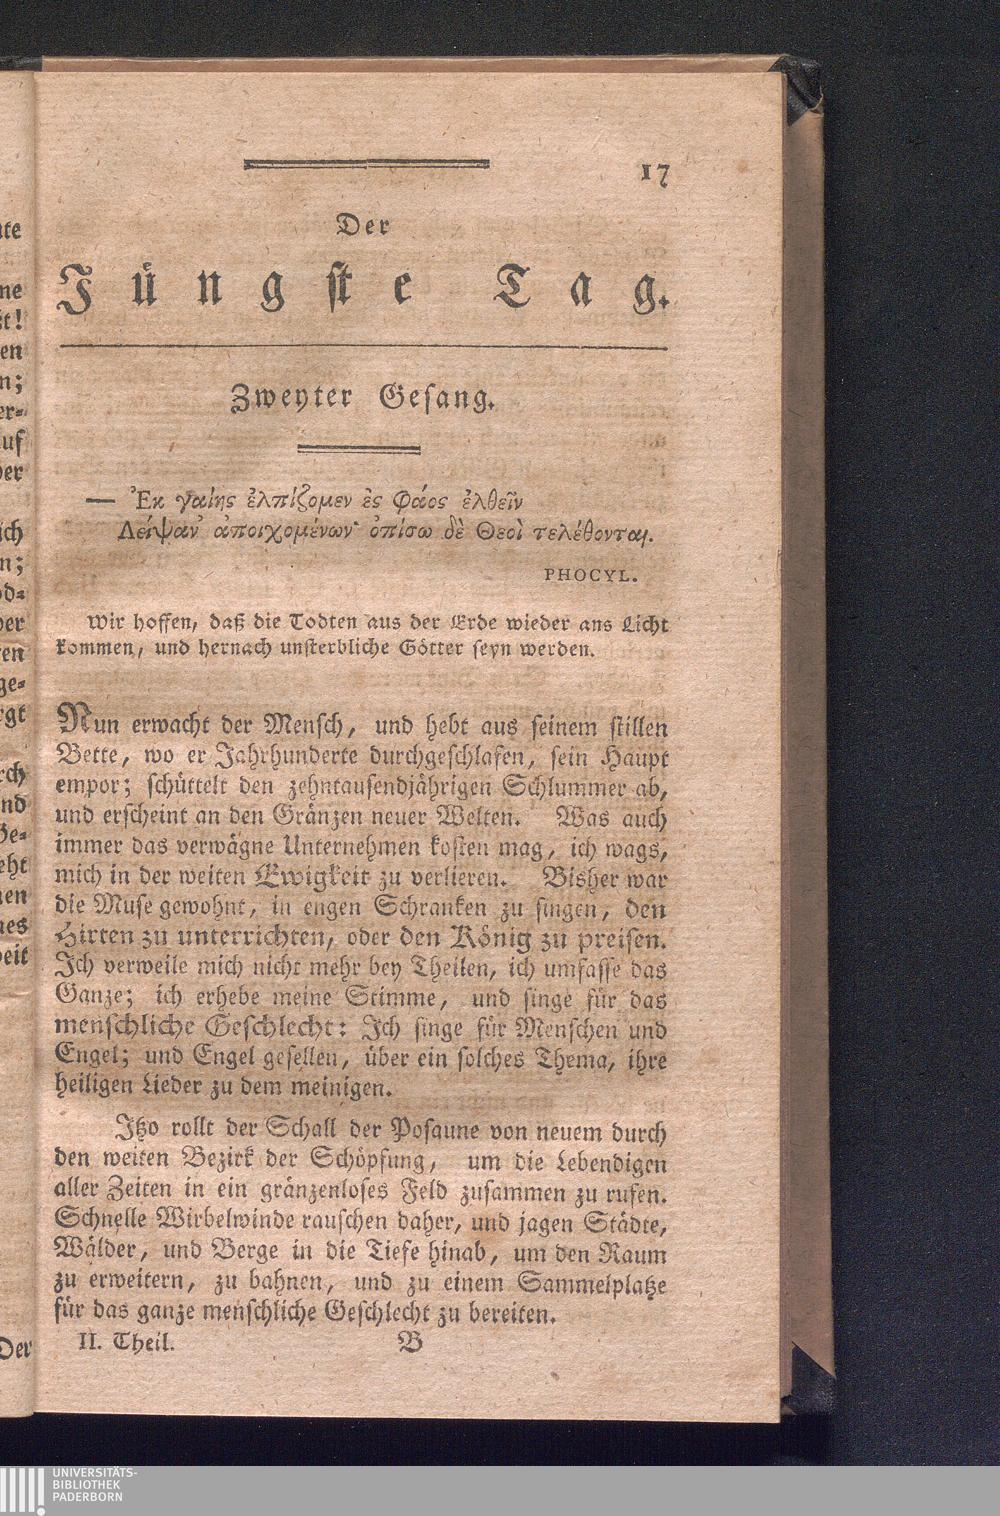 17
Der
Jüngste Tag.
Zweyter Gesang.
— Ἐκ γαίης ἐλπίζομεν ἐς φάος ἐλθεῖν
Λείψαν' ἀποιχομένων· ὀπίσω δὲ Θεοὶ τελέθονται.
PHOCYL.
Wir hoffen, daß die Todten aus der Erde wieder ans Licht
kommen, und hernach unsterbliche Götter seyn werden.
Nun erwacht der Mensch, und hebt aus seinem stillen
Bette, wo er Jahrhunderte durchgeschlafen, sein Haupt
empor; schüttelt den zehntausendjährigen Schlummer ab,
und erscheint an den Gränzen neuer Welten. Was auch
immer das verwägne Unternehmen kosten mag, ich wags,
mich in der weiten Ewigkeit zu verlieren. Bisher war
die Muse gewohnt, in engen Schranken zu singen, den
Hirten zu unterrichten, oder den König zu preisen.
Ich verweile mich nicht mehr bey Theilen, ich umfasse das
Ganze; ich erhebe meine Stimme, und singe für das
menschliche Geschlecht: Ich singe für Menschen und
Engel; und Engel gesellen, über ein solches Thema, ihre
heiligen Lieder zu dem meinigen.
Itzo rollt der Schall der Posaune von neuem durch
den weiten Bezirk der Schöpfung, um die Lebendigen
aller Zeiten in ein gränzenloses Feld zusammen zu rufen.
Schnelle Wirbelwinde rauschen daher, und jagen Städte,
Wälder, und Berge in die Tiefe hinab, um den Raum
zu erweitern, zu bahnen, und zu einem Sammelplatze
für das ganze menschliche Geschlecht zu bereiten.
II. Theil. B
Der
UNIVERSITÄTS-
BIBLIOTHEK
PADERBORN